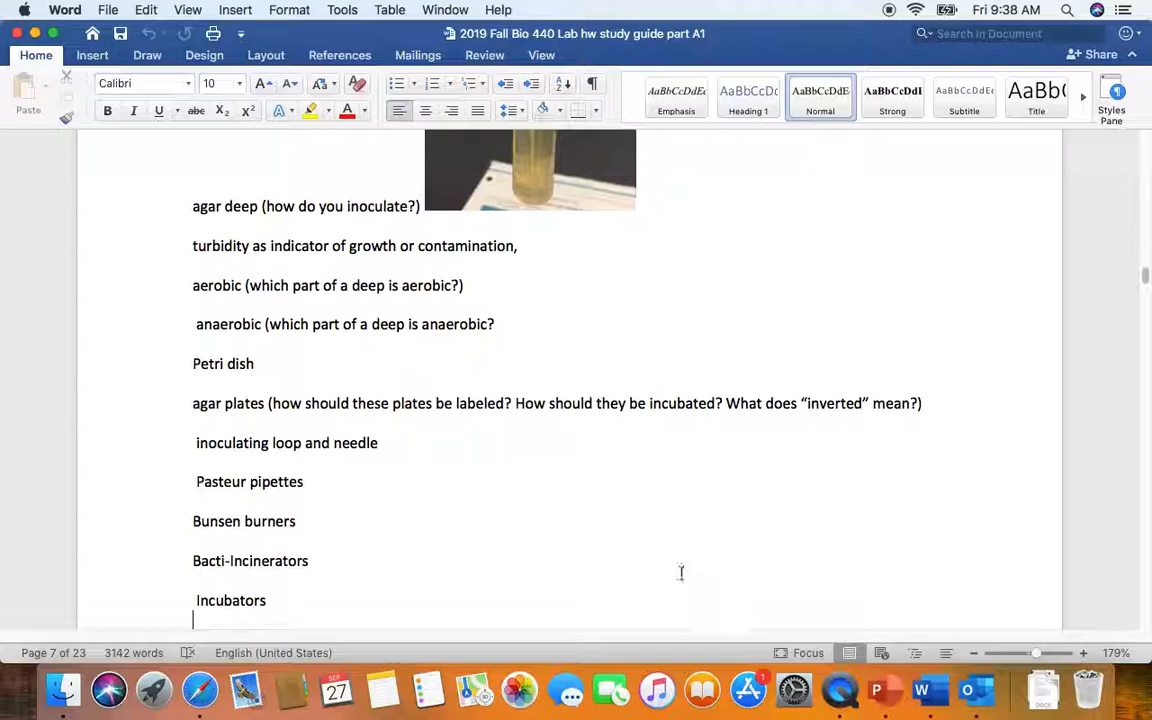 Word File Edit View Insert Format Tools Table Window Help Fri 9:38 AM
2019 Fall Bio 440 Lab hw study guide part A1
Search in Document
Home Insert Draw Design Layout References Mailings Review View
Share
Paste
Calibri 10
AaBbCcDdEe AaBbCcDc AaBbCcDdE AaBbCcDdI AaBbCcDdEe AaBbCcDc
Emphasis Heading 1 Normal Strong Subtitle Title
Styles Pane
agar deep (how do you inoculate?)
turbidity as indicator of growth or contamination,
aerobic (which part of a deep is aerobic?)
anaerobic (which part of a deep is anaerobic?
Petri dish
agar plates (how should these plates be labeled? How should they be incubated? What does “inverted” mean?)
inoculating loop and needle
Pasteur pipettes
Bunsen burners
Bacti-Incinerators
Incubators
Page 7 of 23 3142 words English (United States) Focus 179%
SEP
27
1
DOCX